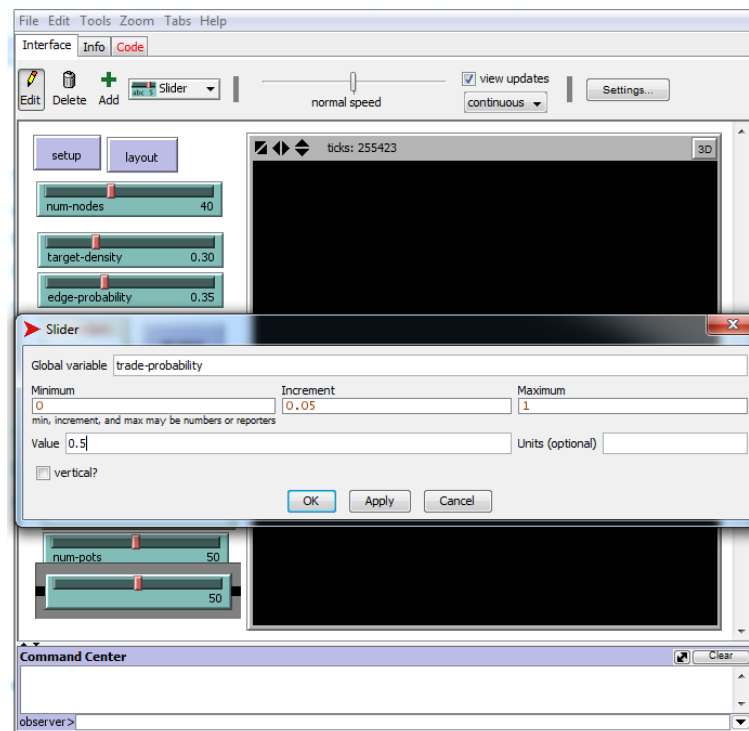 File Edit Tools Zoom Tabs Help
Interface Info Code
Edit Delete Add abc 5 Slider normal speed view updates continuous Settings...
setup layout ticks: 255423 3D
num-nodes 40
target-density 0.30
edge-probability 0.35
Slider
Global variable trade-probability
Minimum Increment Maximum
0 0.05 1
min, increment, and max may be numbers or reporters
Value 0.5 Units (optional)
vertical?
OK Apply Cancel
num-pots 50
50
Command Center Clear
observer>